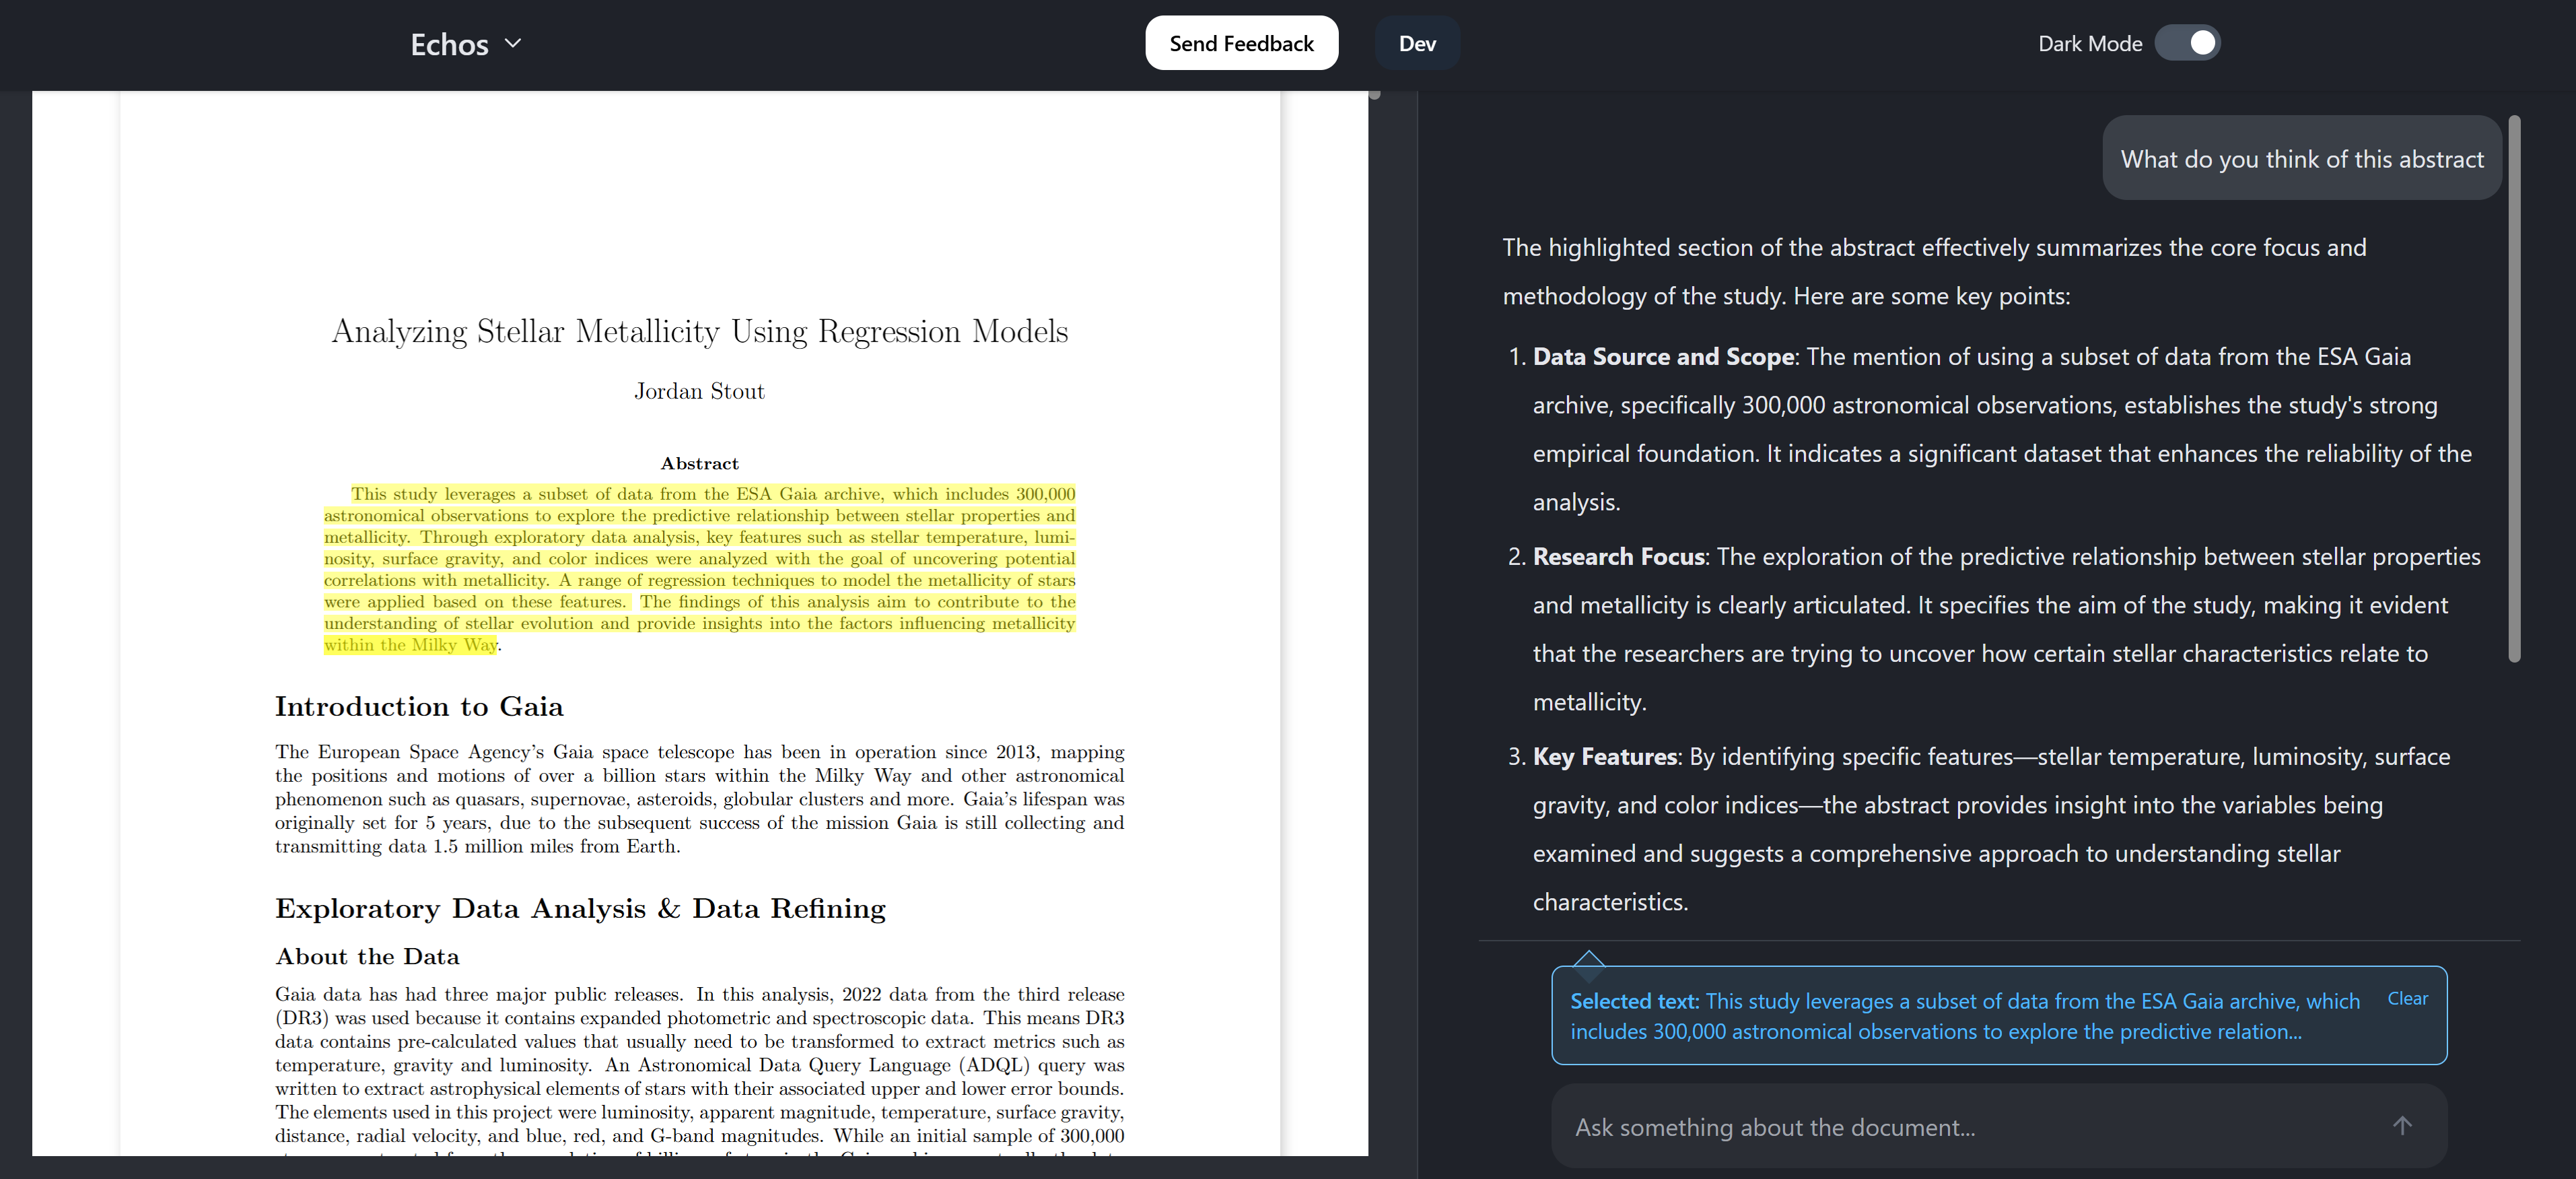 Echos
Send Feedback
Dev
Dark Mode
Analyzing Stellar Metallicity Using Regression Models
Jordan Stout
Abstract
This study leverages a subset of data from the ESA Gaia archive, which includes 300,000
astronomical observations to explore the predictive relationship between stellar properties and
metallicity. Through exploratory data analysis, key features such as stellar temperature, lumi-
nosity, surface gravity, and color indices were analyzed with the goal of uncovering potential
correlations with metallicity. A range of regression techniques to model the metallicity of stars
were applied based on these features. The findings of this analysis aim to contribute to the
understanding of stellar evolution and provide insights into the factors influencing metallicity
within the Milky Way.
Introduction to Gaia
The European Space Agency's Gaia space telescope has been in operation since 2013, mapping
the positions and motions of over a billion stars within the Milky Way and other astronomical
phenomenon such as quasars, supernovae, asteroids, globular clusters and more. Gaia's lifespan was
originally set for 5 years, due to the subsequent success of the mission Gaia is still collecting and
transmitting data 1.5 million miles from Earth.
Exploratory Data Analysis & Data Refining
About the Data
Gaia data has had three major public releases. In this analysis, 2022 data from the third release
(DR3) was used because it contains expanded photometric and spectroscopic data. This means DR3
data contains pre-calculated values that usually need to be transformed to extract metrics such as
temperature, gravity and luminosity. An Astronomical Data Query Language (ADQL) query was
written to extract astrophysical elements of stars with their associated upper and lower error bounds.
The elements used in this project were luminosity, apparent magnitude, temperature, surface gravity,
distance, radial velocity, and blue, red, and G-band magnitudes. While an initial sample of 300,000
What do you think of this abstract
The highlighted section of the abstract effectively summarizes the core focus and
methodology of the study. Here are some key points:
1. Data Source and Scope: The mention of using a subset of data from the ESA Gaia
archive, specifically 300,000 astronomical observations, establishes the study's strong
empirical foundation. It indicates a significant dataset that enhances the reliability of the
analysis.
2. Research Focus: The exploration of the predictive relationship between stellar properties
and metallicity is clearly articulated. It specifies the aim of the study, making it evident
that the researchers are trying to uncover how certain stellar characteristics relate to
metallicity.
3. Key Features: By identifying specific features—stellar temperature, luminosity, surface
gravity, and color indices—the abstract provides insight into the variables being
examined and suggests a comprehensive approach to understanding stellar
characteristics.
Selected text: This study leverages a subset of data from the ESA Gaia archive, which
includes 300,000 astronomical observations to explore the predictive relation...
Clear
Ask something about the document...